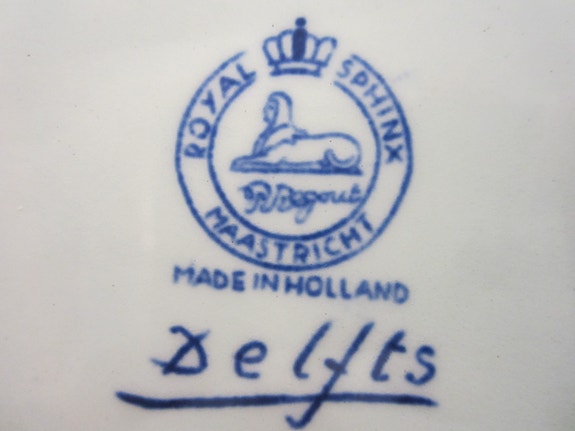 ROYAL SPHINX
P. Regout
MAASTRICHT
MADE IN HOLLAND
Delfts